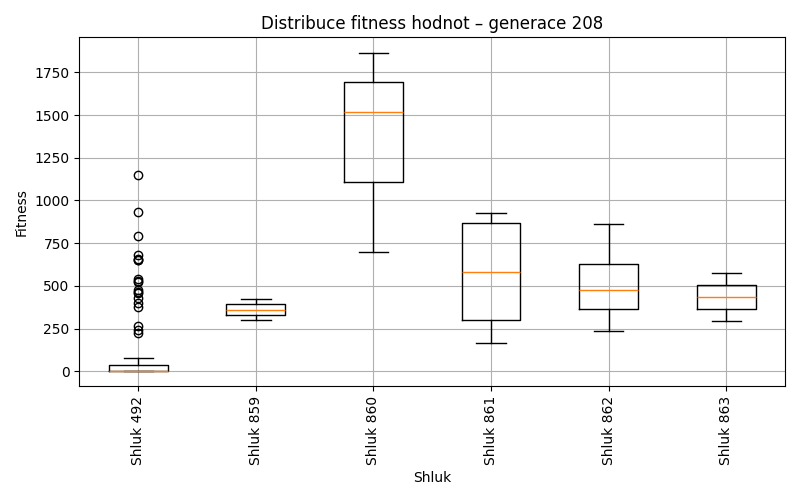 Distribuce fitness hodnot – generace 208
Fitness
1750
1500
1250
1000
750
500
250
0
Shluk 492
Shluk 859
Shluk 860
Shluk 861
Shluk 862
Shluk 863
Shluk